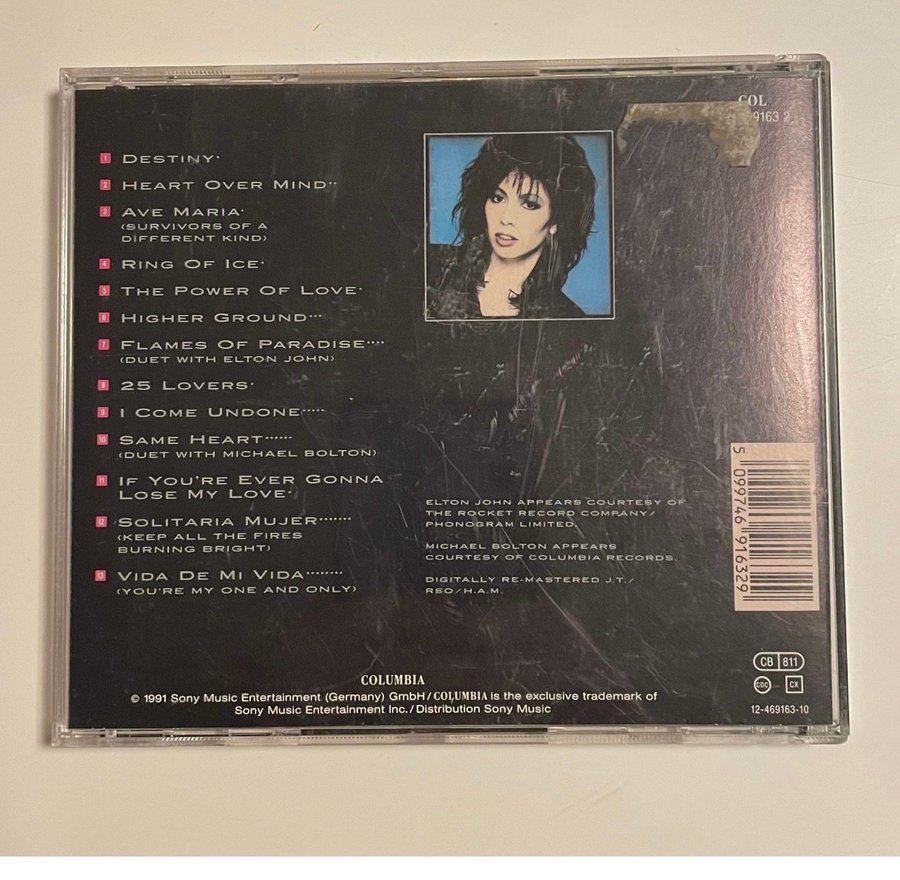 COL
9163 2
1 DESTINY•
2 HEART OVER MIND••
3 AVE MARIA•
(SURVIVORS OF A
DIFFERENT KIND)
4 RING OF ICE•
5 THE POWER OF LOVE•
6 HIGHER GROUND•••
7 FLAMES OF PARADISE••••
(DUET WITH ELTON JOHN)
8 25 LOVERS•
9 I COME UNDONE•••••
10 SAME HEART••••••
(DUET WITH MICHAEL BOLTON)
11 IF YOU'RE EVER GONNA
LOSE MY LOVE•
12 SOLITARIA MUJER•••••••
(KEEP ALL THE FIRES
BURNING BRIGHT)
13 VIDA DE MI VIDA••••••••
(YOU'RE MY ONE AND ONLY)
ELTON JOHN APPEARS COURTESY OF
THE ROCKET RECORD COMPANY/
PHONOGRAM LIMITED.
MICHAEL BOLTON APPEARS
COURTESY OF COLUMBIA RECORDS.
DIGITALLY RE-MASTERED J.T./
RSO/H.A.M.
5 099746 916329
CB 811
CDC CX
12-469163-10
COLUMBIA
© 1991 Sony Music Entertainment (Germany) GmbH/COLUMBIA is the exclusive trademark of
Sony Music Entertainment Inc./Distribution Sony Music